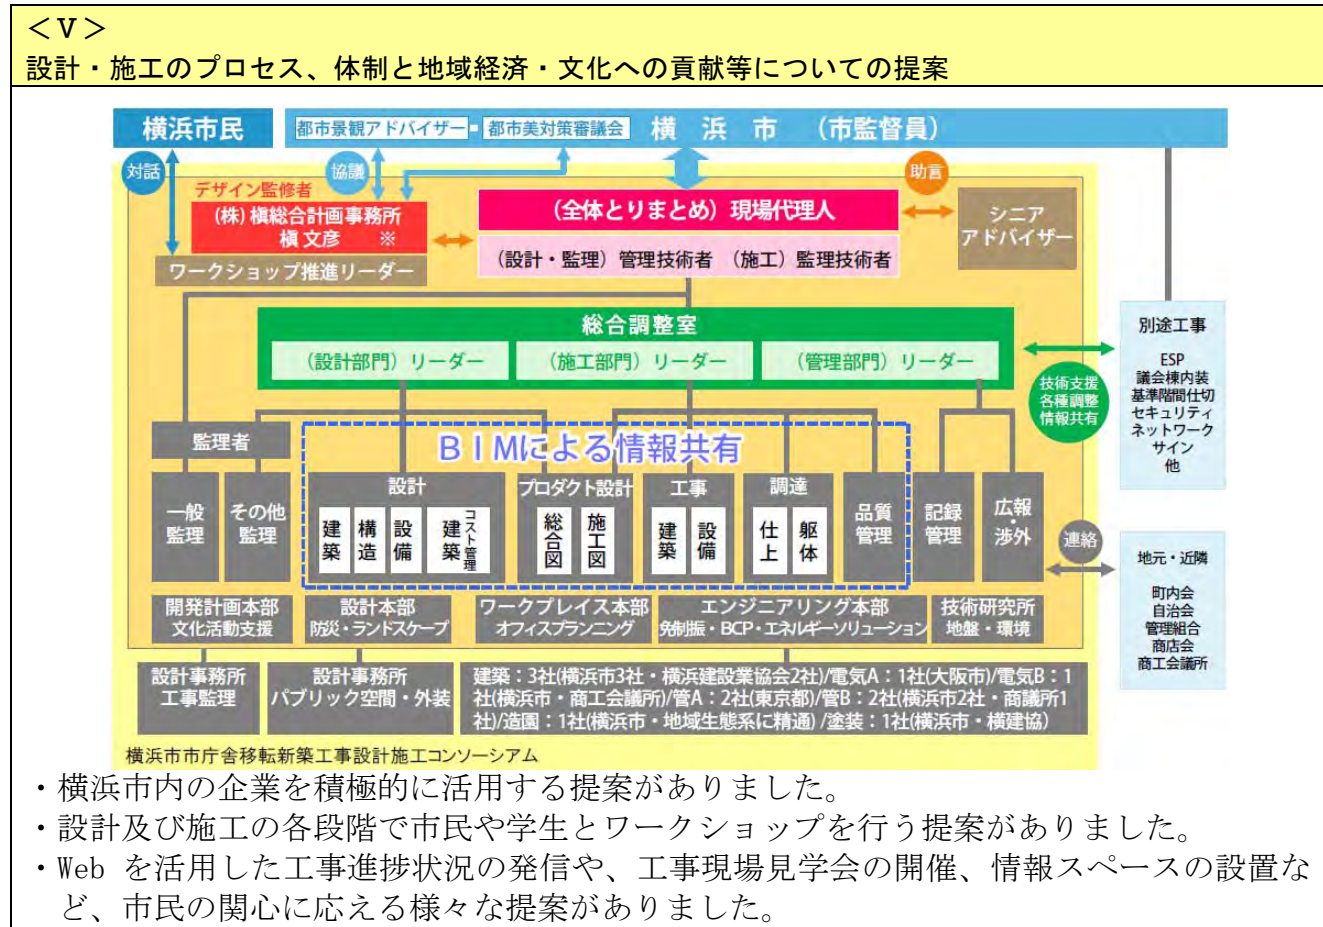 ＜Ⅴ＞
設計・施工のプロセス、体制と地域経済・文化への貢献等についての提案
横浜市民
都市景観アドバイザー
都市美対策審議会
横 浜 市 （市監督員）
対話
協議
助言
デザイン監修者
(株)槇総合計画事務所
槇 文彦 ※
ワークショップ推進リーダー
（全体とりまとめ）現場代理人
（設計・監理）管理技術者 （施工）監理技術者
シニア
アドバイザー
総合調整室
（設計部門）リーダー
（施工部門）リーダー
（管理部門）リーダー
技術支援
各種調整
情報共有
別途工事
ESP
議会棟内装
基準階間仕切
セキュリティ
ネットワーク
サイン
他
監理者
ＢＩＭによる情報共有
一般
監理
その他
監理
設計
建築
構造
設備
建築
コスト管理
プロダクト設計
総合図
施工図
工事
建築
設備
調達
仕上
躯体
品質
管理
記録
管理
広報
・
渉外
連絡
地元・近隣
町内会
自治会
管理組合
商店会
商工会議所
開発計画本部
文化活動支援
設計本部
防災・ランドスケープ
ワークプレイス本部
オフィスプランニング
エンジニアリング本部
免制振・BCP・エネルギーソリューション
技術研究所
地盤・環境
設計事務所
工事監理
設計事務所
パブリック空間・外装
建築：3社(横浜市3社・横浜建設業協会2社)/電気A：1社(大阪市)/電気B：1
社(横浜市・商工会議所)/管A：2社(東京都)/管B：2社(横浜市2社・商議所1
社)/造園：1社(横浜市・地域生態系に精通) /塗装：1社(横浜市・横建協）
横浜市市庁舎移転新築工事設計施工コンソーシアム
・横浜市内の企業を積極的に活用する提案がありました。
・設計及び施工の各段階で市民や学生とワークショップを行う提案がありました。
・Web を活用した工事進捗状況の発信や、工事現場見学会の開催、情報スペースの設置な
ど、市民の関心に応える様々な提案がありました。